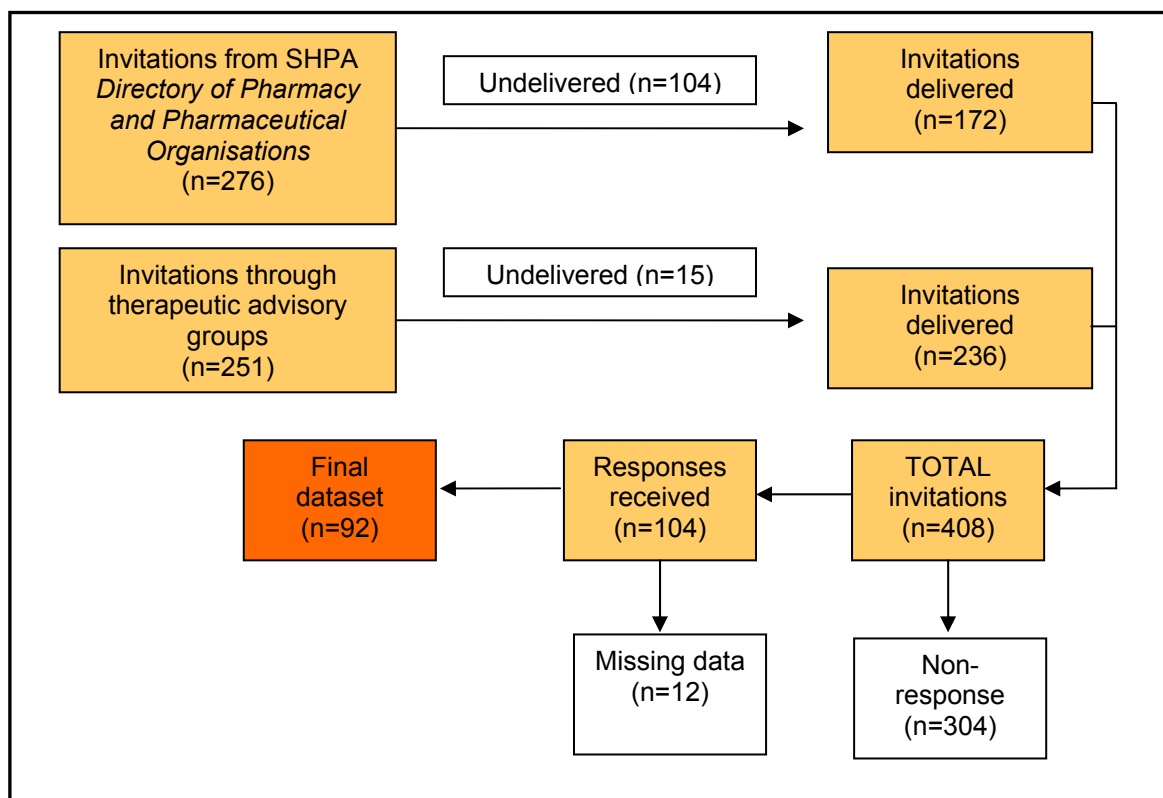 Invitations from SHPA
Directory of Pharmacy
and Pharmaceutical
Organisations
(n=276)
Undelivered (n=104)
Invitations
delivered
(n=172)
Invitations through
therapeutic advisory
groups
(n=251)
Undelivered (n=15)
Invitations
delivered
(n=236)
Final
dataset
(n=92)
Responses
received
(n=104)
TOTAL
invitations
(n=408)
Missing data
(n=12)
Non-
response
(n=304)